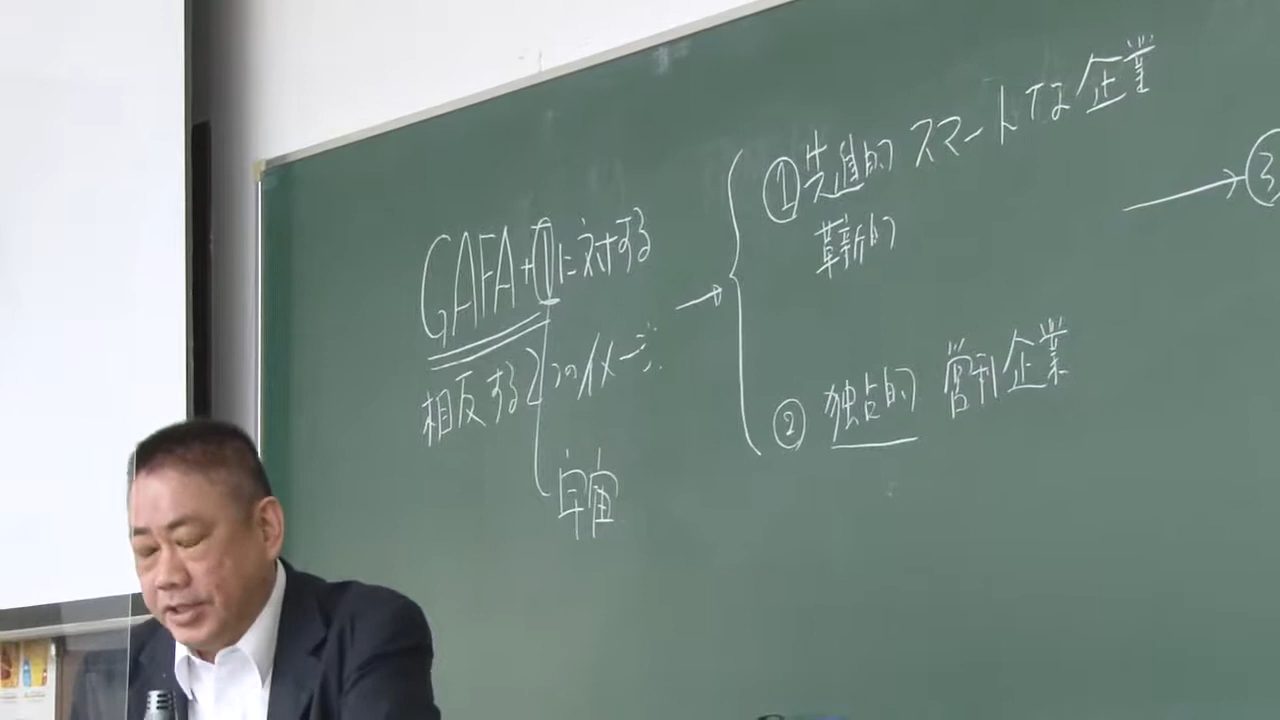 GAFA+①に対する
相反する2つのイメージ
→
① 先進的 スマートな企業
革新的
② 独占的 営利企業
→ ③